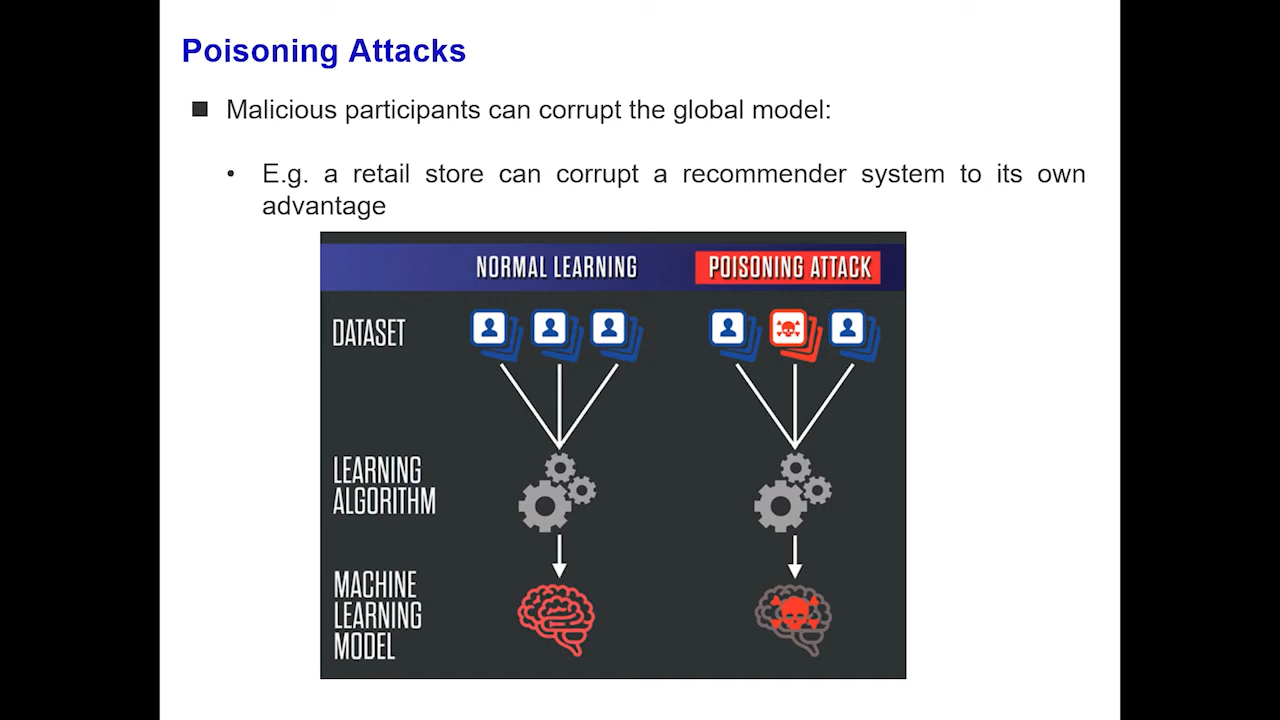 Poisoning Attacks
■ Malicious participants can corrupt the global model:
• E.g. a retail store can corrupt a recommender system to its own
advantage
NORMAL LEARNING
POISONING ATTACK
DATASET
LEARNING
ALGORITHM
MACHINE
LEARNING
MODEL